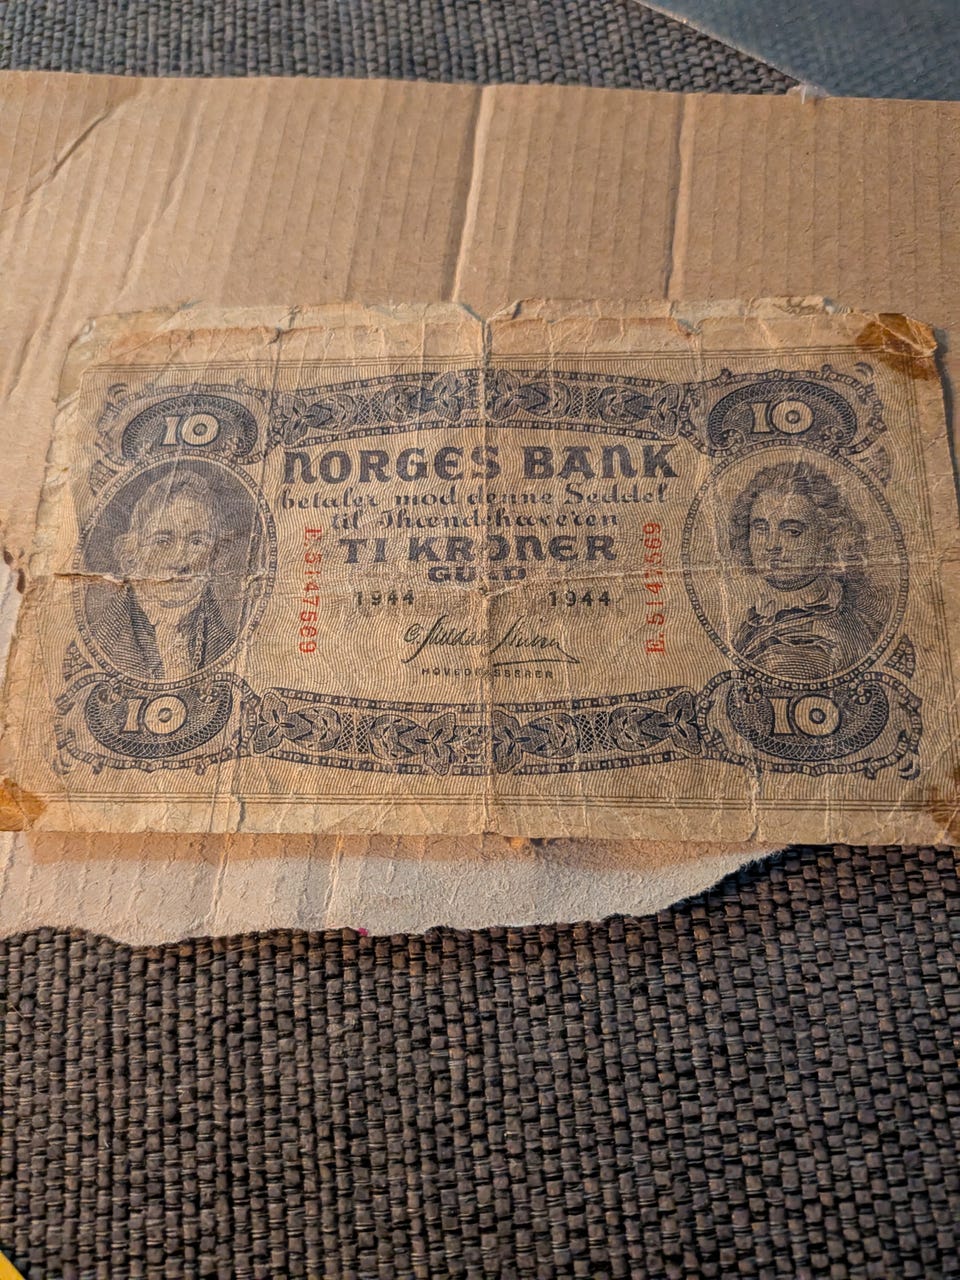 10
10
NORGES BANK
betaler mod denne Seddel
til Ihændehaveren
TI KRONER
GULD
1944 1944
E.5147569
E.5147569
HOVEDKASSERER
10
10